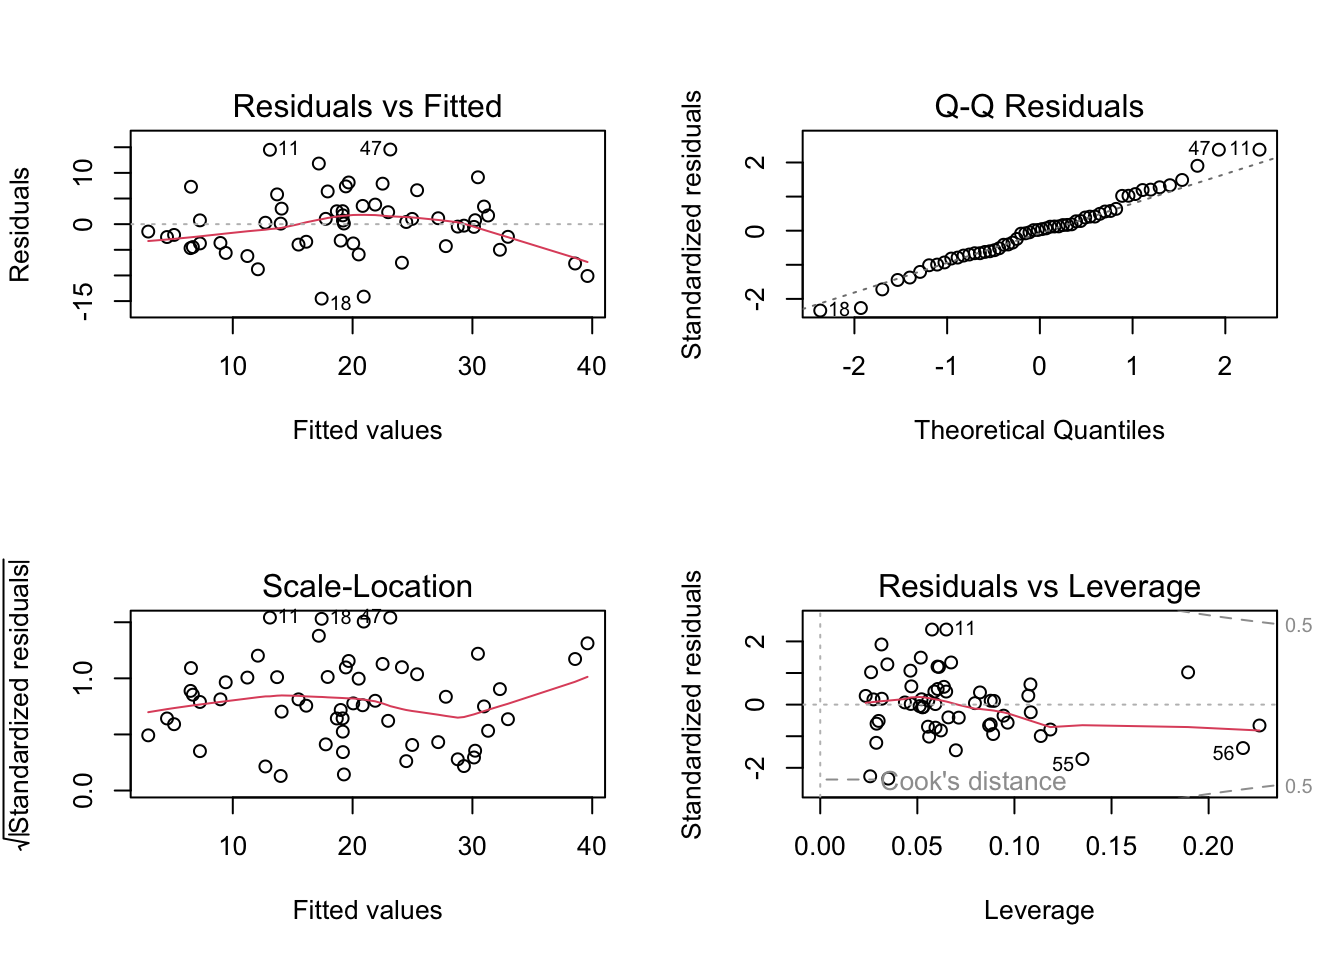 Residuals vs Fitted
Residuals
10
0
-15
11
47
18
10 20 30 40
Fitted values
Q-Q Residuals
Standardized residuals
2
0
-2
47
11
18
-2 -1 0 1 2
Theoretical Quantiles
Scale-Location
√|Standardized residuals|
1.0
0.0
11
18
47
10 20 30 40
Fitted values
Residuals vs Leverage
Standardized residuals
2
0
-2
11
55
56
Cook's distance
0.5
0.5
0.00 0.05 0.10 0.15 0.20
Leverage